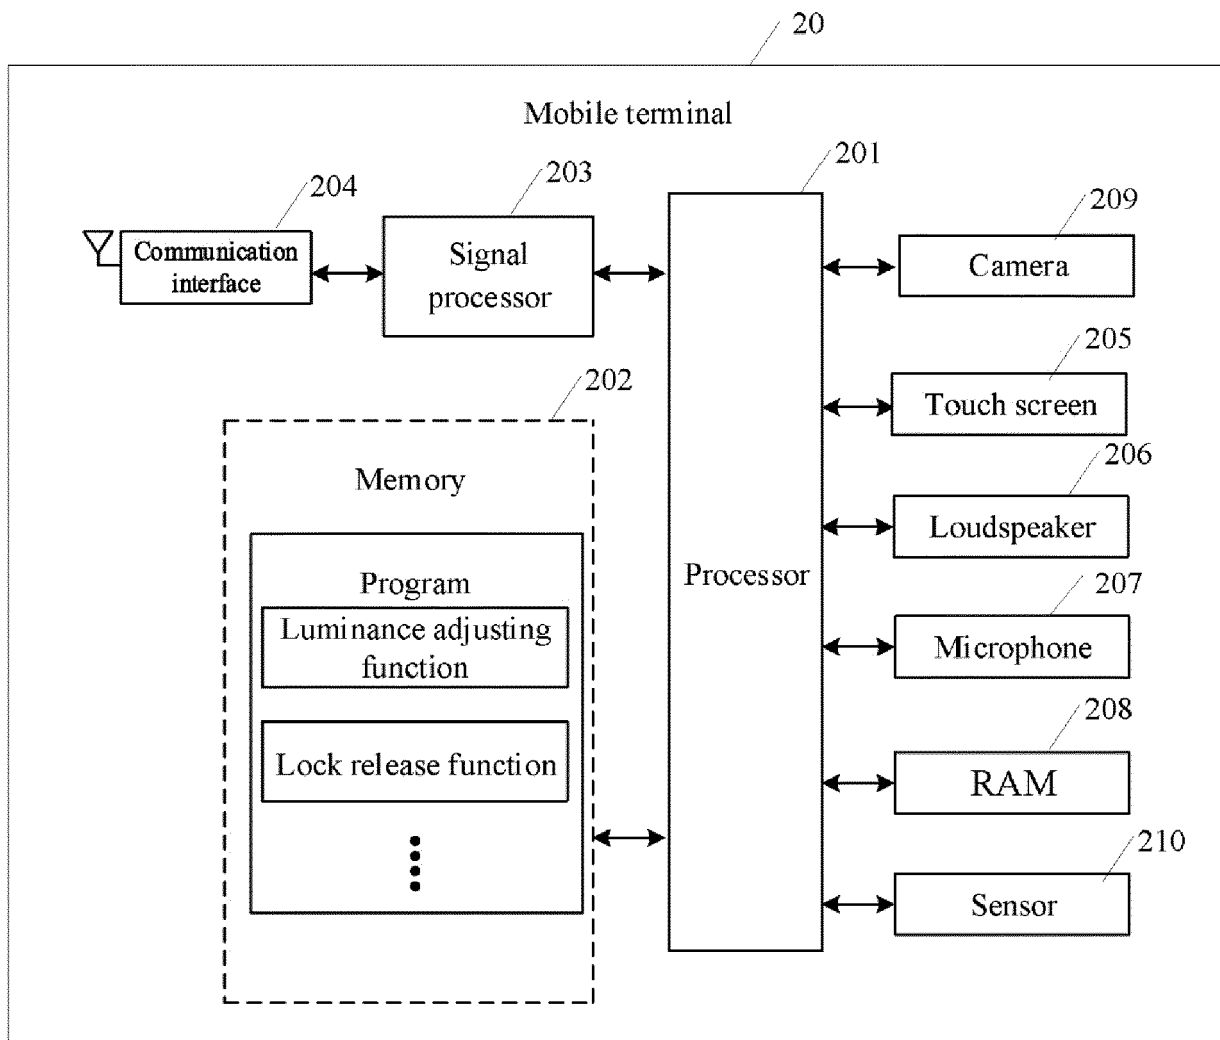 20
Mobile terminal
201
203
204
209
Communication
interface
Signal
processor
Camera
205
202
Touch screen
206
Memory
Loudspeaker
Processor
Program
207
Luminance adjusting
function
Microphone
208
Lock release function
RAM
210
Sensor